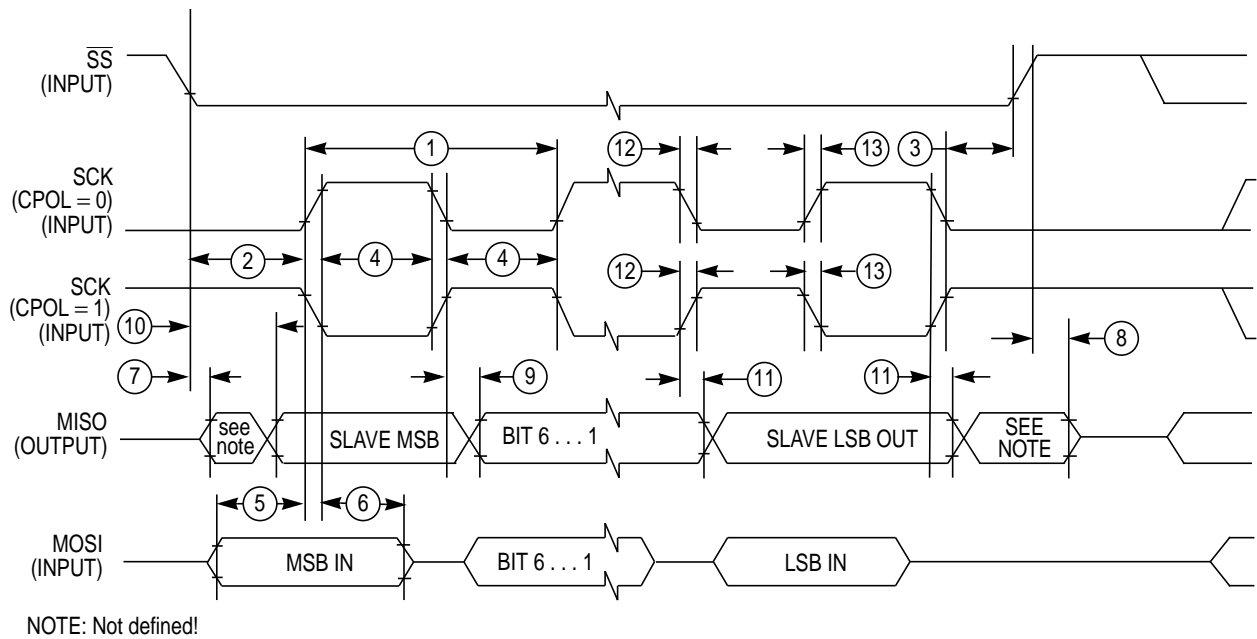 SS
(INPUT)
1
12
13
3
SCK
(CPOL = 0)
(INPUT)
2
4
4
12
13
SCK
(CPOL = 1)
(INPUT)
10
8
7
9
11
11
MISO
(OUTPUT)
see
note
SLAVE MSB
BIT 6 . . . 1
SLAVE LSB OUT
SEE
NOTE
5
6
MOSI
(INPUT)
MSB IN
BIT 6 . . . 1
LSB IN
NOTE: Not defined!